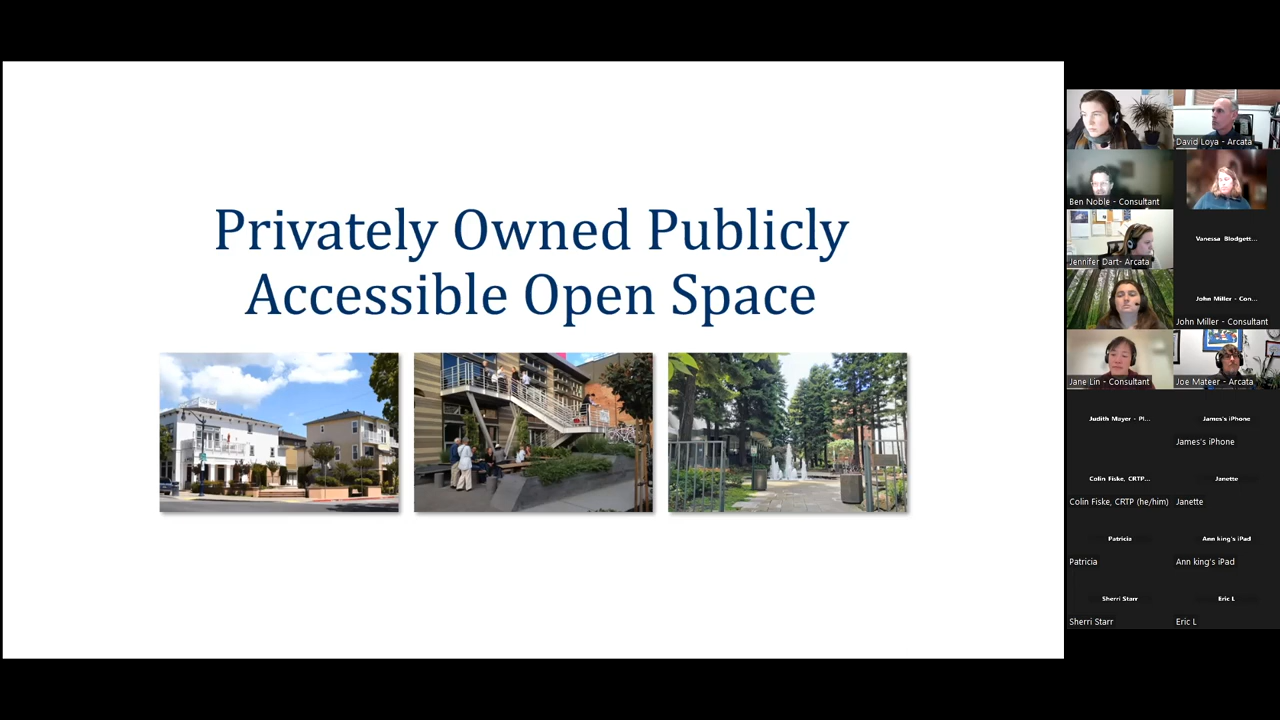 Privately Owned Publicly
Accessible Open Space
David Loya - Arcata
Ben Noble - Consultant
Vanessa Blodgett...
Jennifer Dart- Arcata
John Miller - Con...
John Miller - Consultant
Jane Lin - Consultant
Joe Mateer - Arcata
Judith Mayer - Pl...
James's iPhone
James's iPhone
Colin Fiske, CRTP...
Janette
Colin Fiske, CRTP (he/him)
Janette
Patricia
Ann king's iPad
Patricia
Ann king's iPad
Sherri Starr
Eric L
Sherri Starr
Eric L